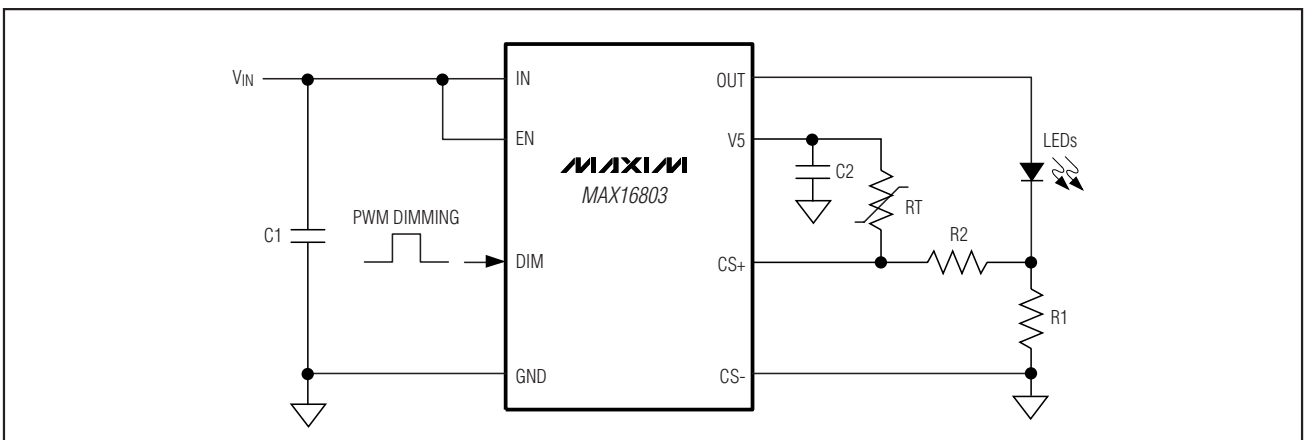 VIN
IN
OUT
EN
V5
LEDs
MAXIM
MAX16803
C2
RT
PWM DIMMING
C1
DIM
CS+
R2
R1
GND
CS-